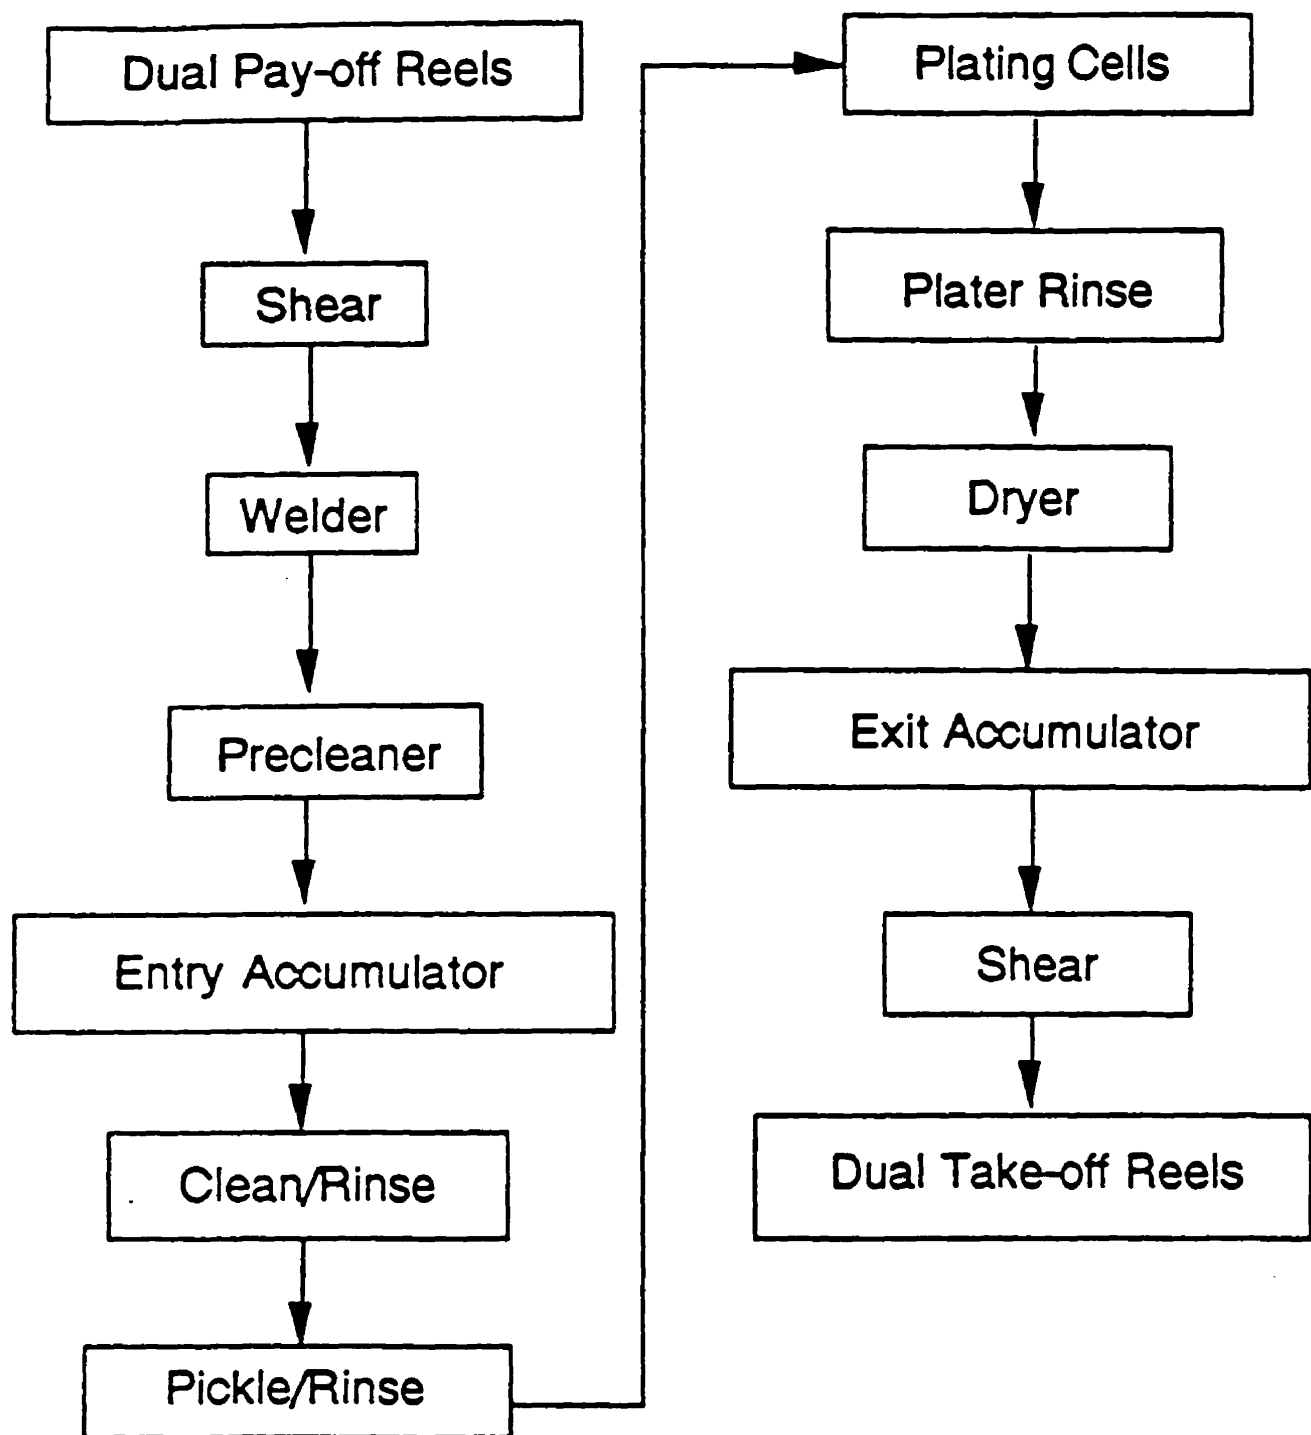 Dual Pay-off Reels
Shear
Welder
Precleaner
Entry Accumulator
Clean/Rinse
Pickle/Rinse
Plating Cells
Plater Rinse
Dryer
Exit Accumulator
Shear
Dual Take-off Reels